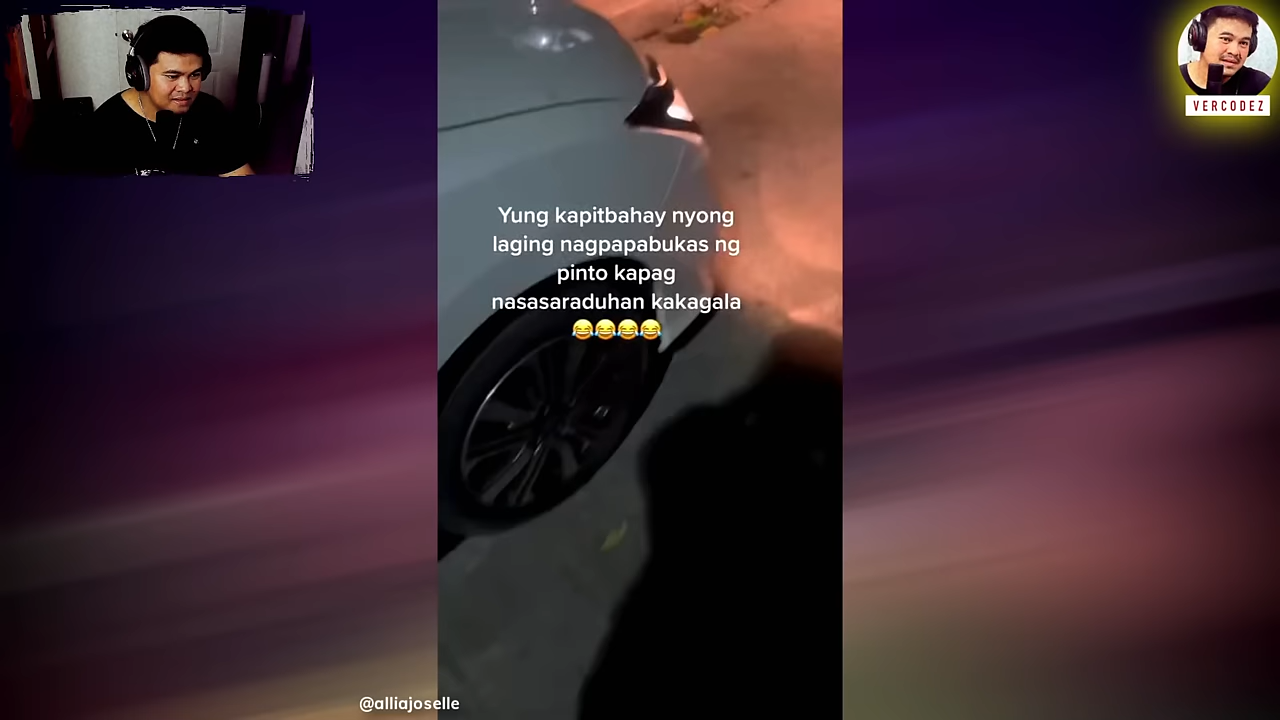 VERCODEZ
Yung kapitbahay nyong
laging nagpapabukas ng
pinto kapag
nasasaraduhan kakagala
😂😂😂😂
@alliajoselle